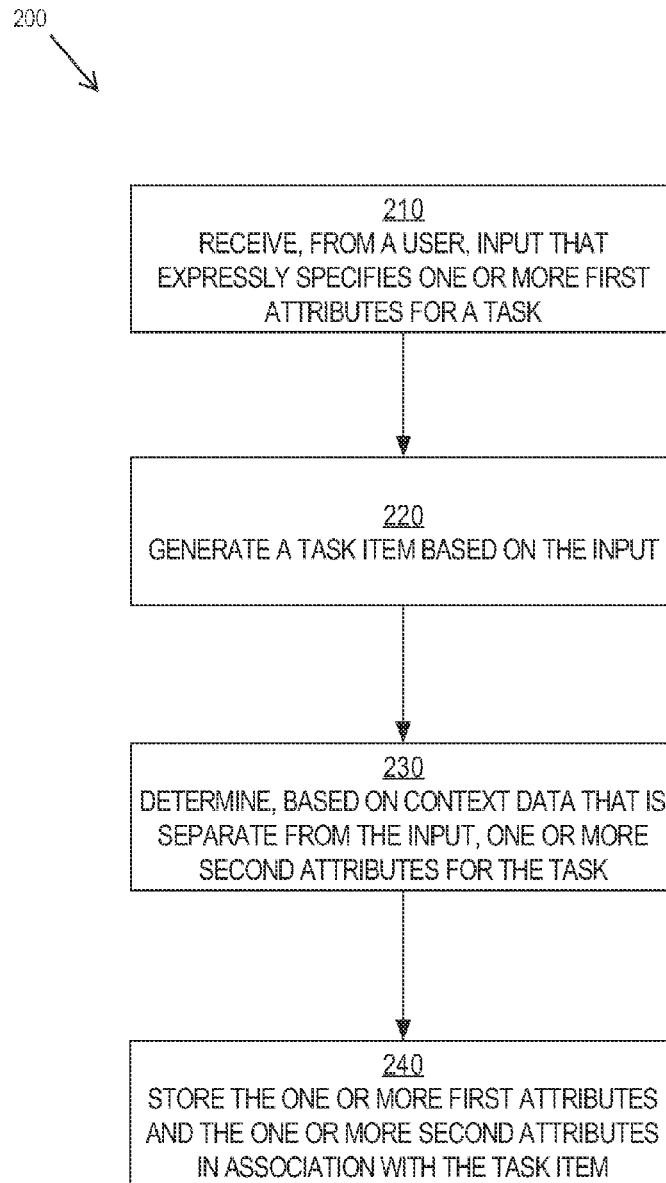 200
210
RECEIVE, FROM A USER, INPUT THAT
EXPRESSLY SPECIFIES ONE OR MORE FIRST
ATTRIBUTES FOR A TASK
220
GENERATE A TASK ITEM BASED ON THE INPUT
230
DETERMINE, BASED ON CONTEXT DATA THAT IS
SEPARATE FROM THE INPUT, ONE OR MORE
SECOND ATTRIBUTES FOR THE TASK
240
STORE THE ONE OR MORE FIRST ATTRIBUTES
AND THE ONE OR MORE SECOND ATTRIBUTES
IN ASSOCIATION WITH THE TASK ITEM